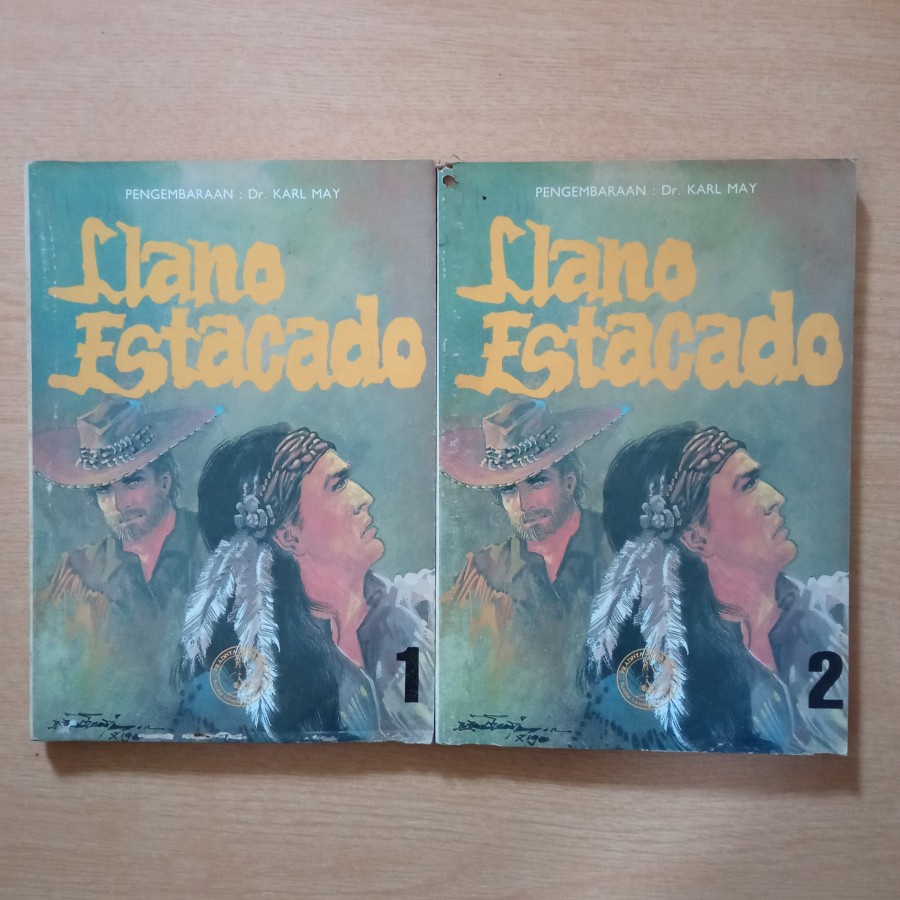 PENGEMBARAAN : Dr. KARL MAY
Llano
Estacado
1
PENGEMBARAAN : Dr. KARL MAY
Llano
Estacado
2